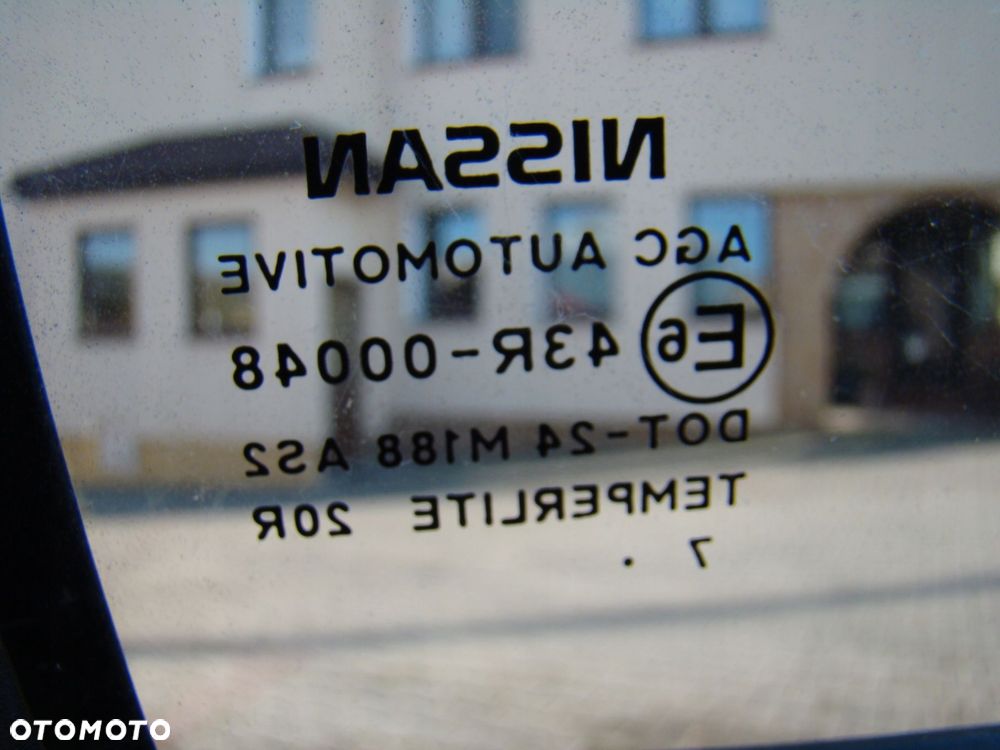 NISSAN
AGC AUTOMOTIVE
E6 43R-00048
DOT-24 M188 AS2
TEMPERLITE 20R
7 .
OTOMOTO